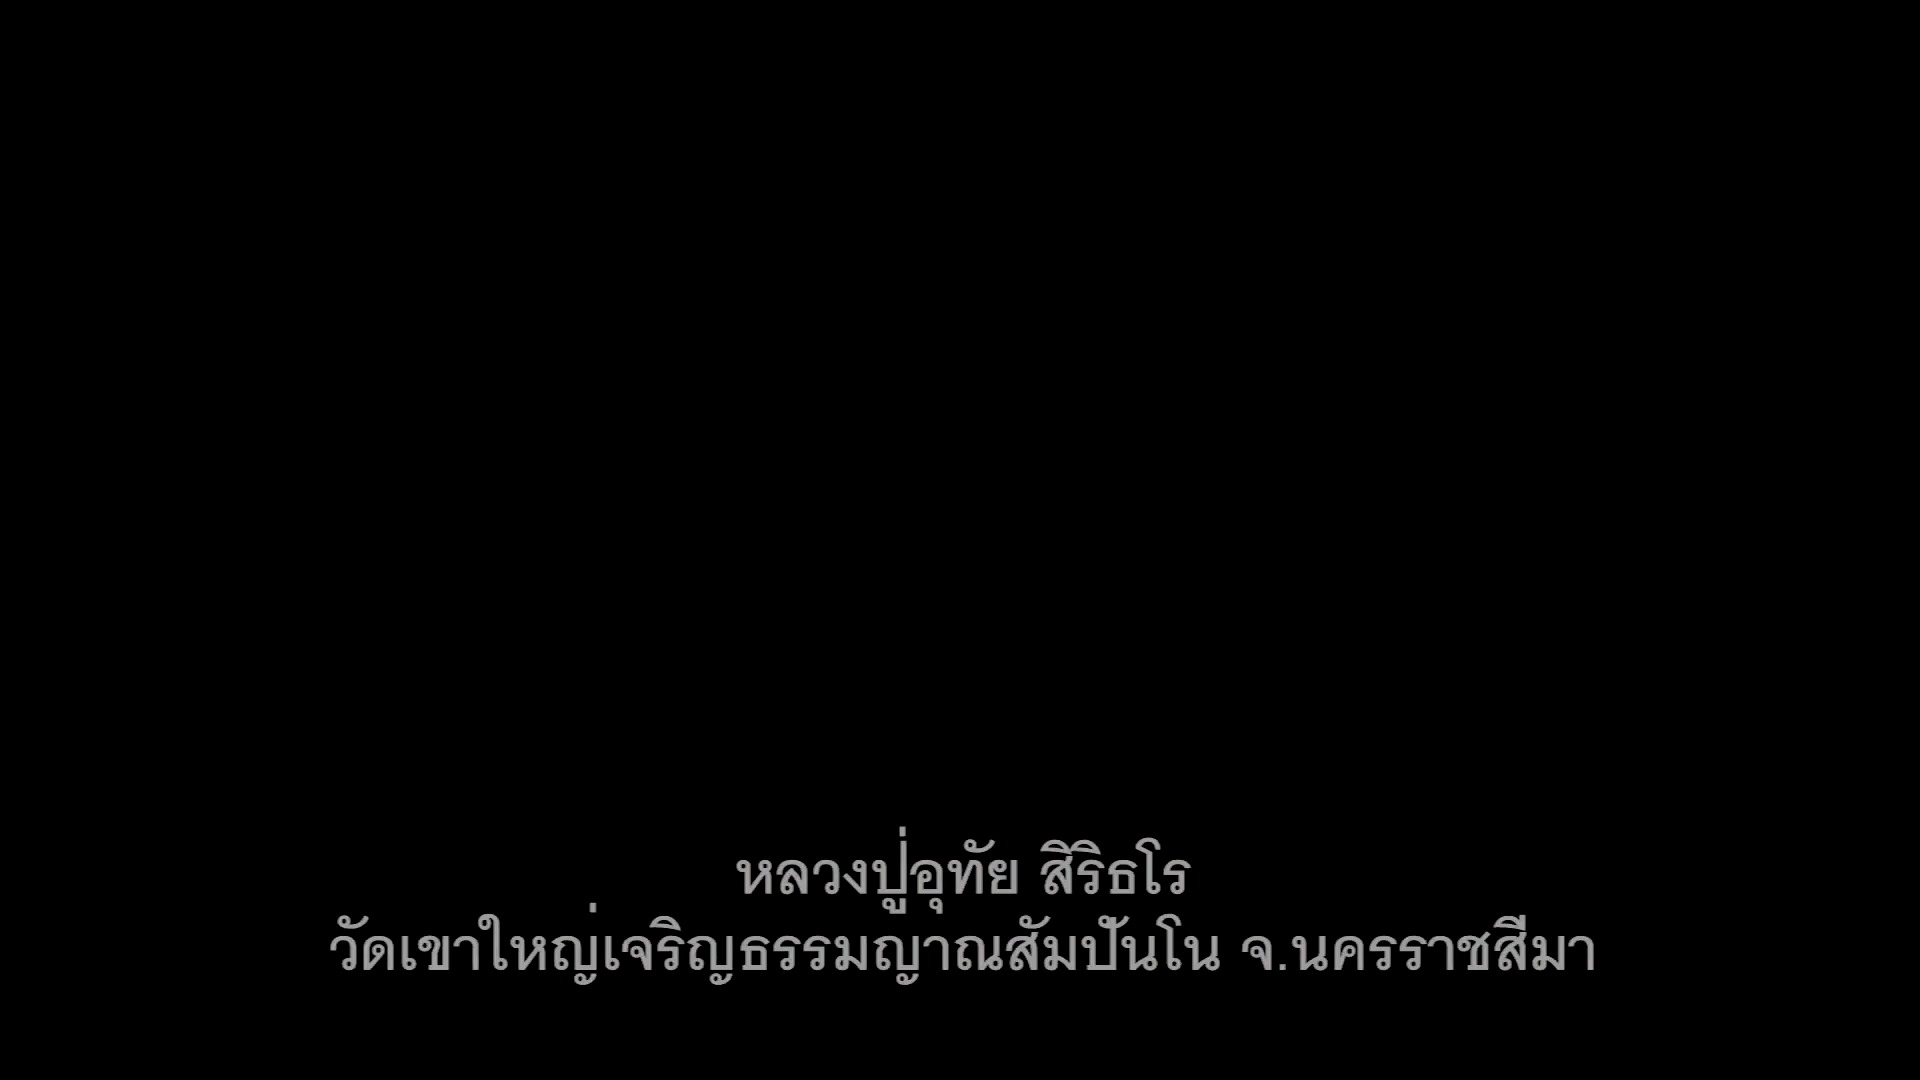 หลวงปู่อุทัย สิริธโร
วัดเขาใหญ่เจริญธรรมญาณสัมปันโน จ.นครราชสีมา